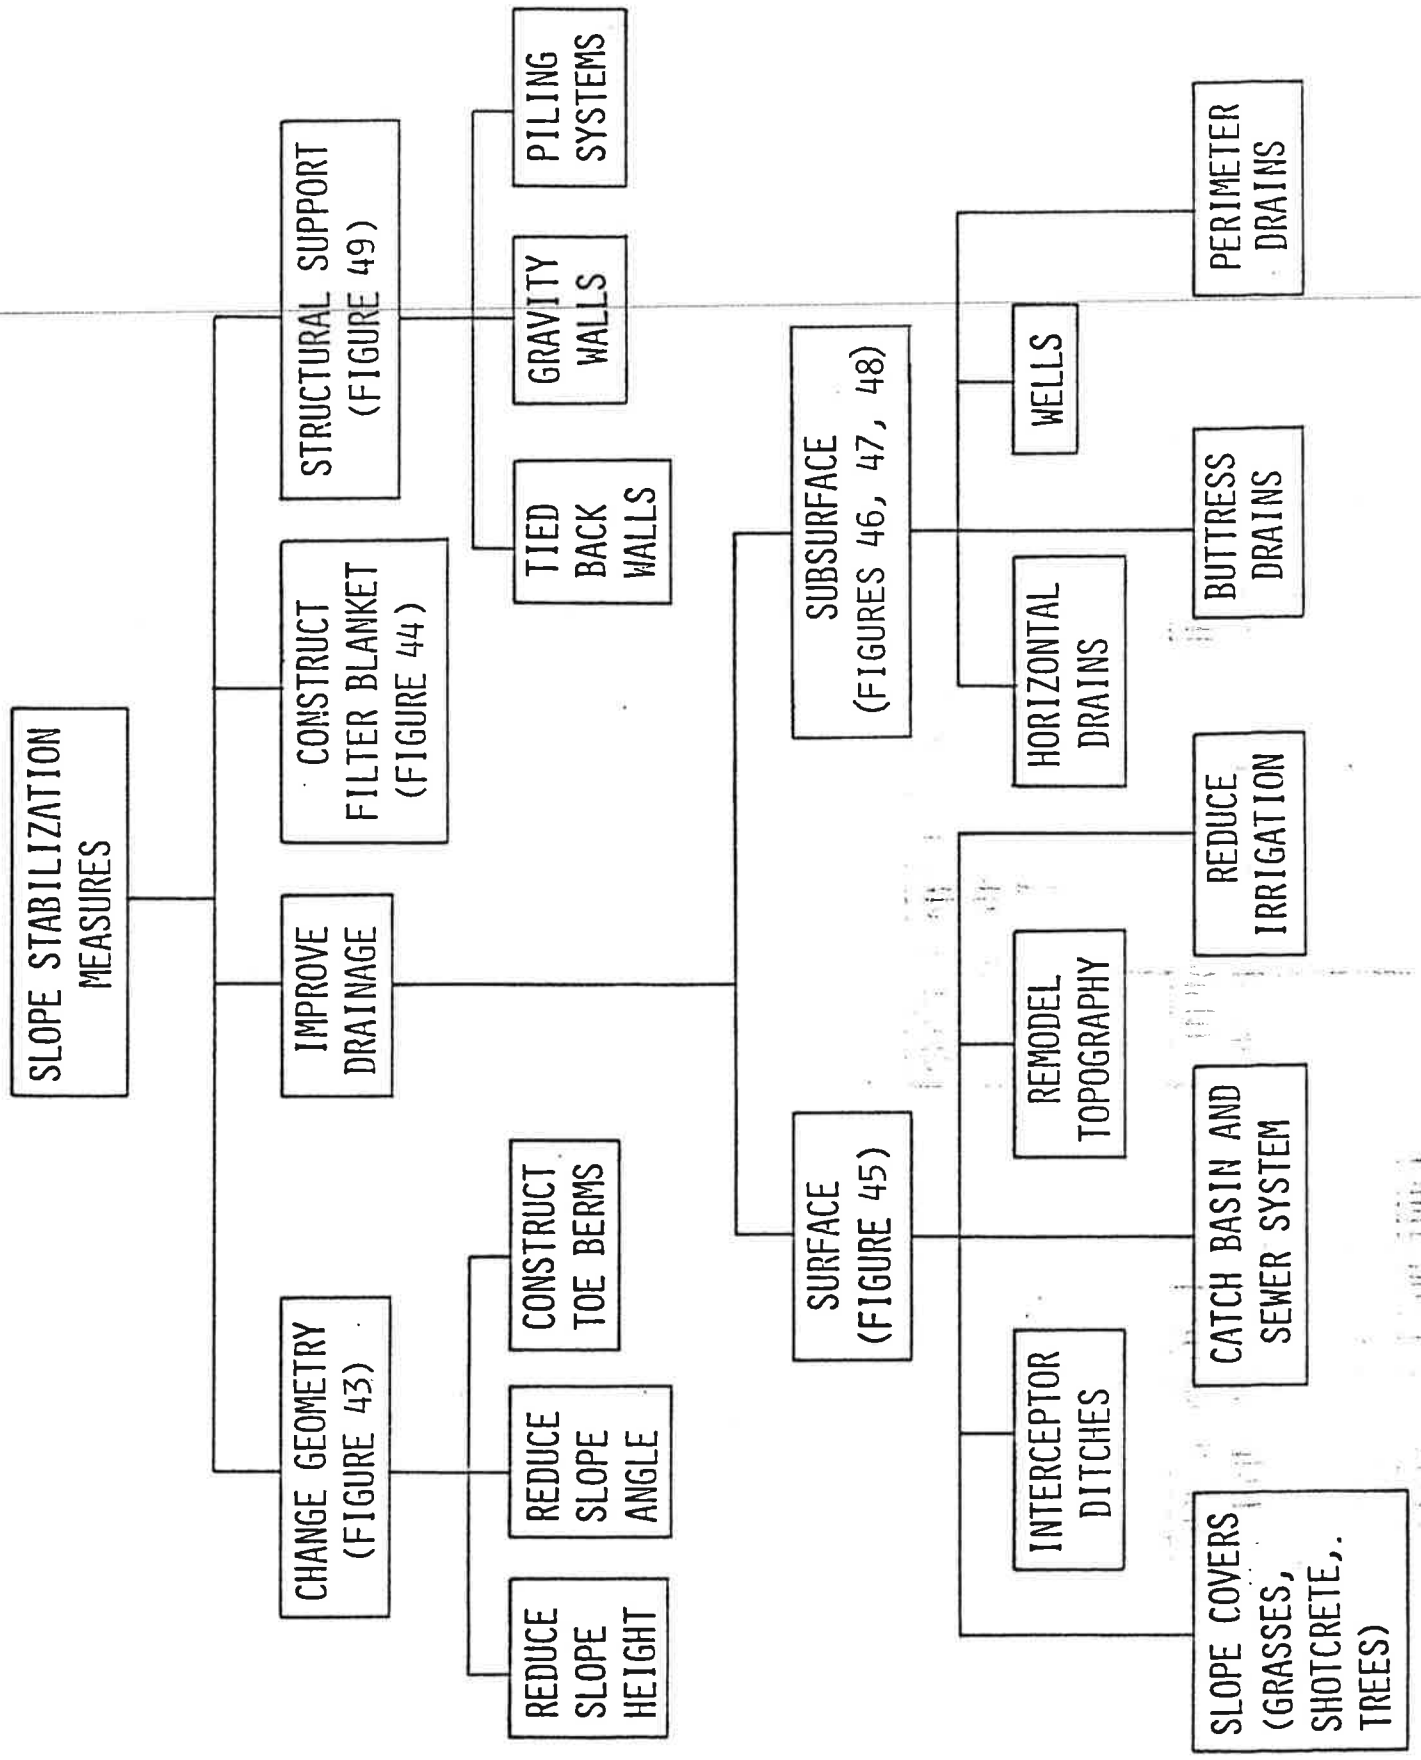 SLOPE STABILIZATION
MEASURES
CHANGE GEOMETRY
(FIGURE 43)
IMPROVE
DRAINAGE
CONSTRUCT
FILTER BLANKET
(FIGURE 44)
STRUCTURAL SUPPORT
(FIGURE 49)
REDUCE
SLOPE
HEIGHT
REDUCE
SLOPE
ANGLE
CONSTRUCT
TOE BERMS
TIED
BACK
WALLS
GRAVITY
WALLS
PILING
SYSTEMS
SURFACE
(FIGURE 45)
SUBSURFACE
(FIGURES 46, 47, 48)
INTERCEPTOR
DITCHES
REMODEL
TOPOGRAPHY
HORIZONTAL
DRAINS
WELLS
SLOPE COVERS
(GRASSES,
SHOTCRETE,
TREES)
CATCH BASIN AND
SEWER SYSTEM
REDUCE
IRRIGATION
BUTTRESS
DRAINS
PERIMETER
DRAINS